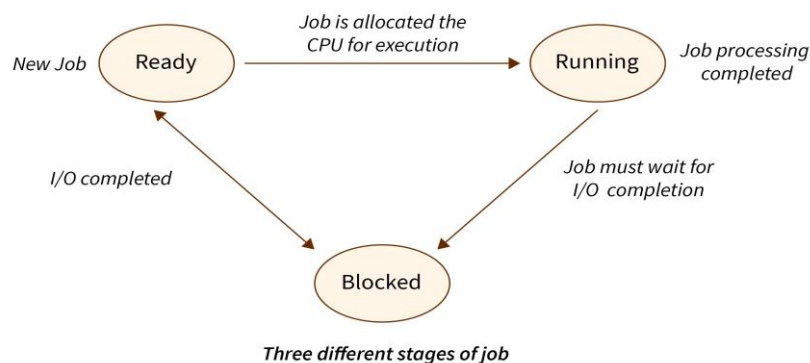 Job is allocated the
CPU for execution
New Job
Ready
Running
Job processing
completed
I/O completed
Job must wait for
I/O completion
Blocked
Three different stages of job